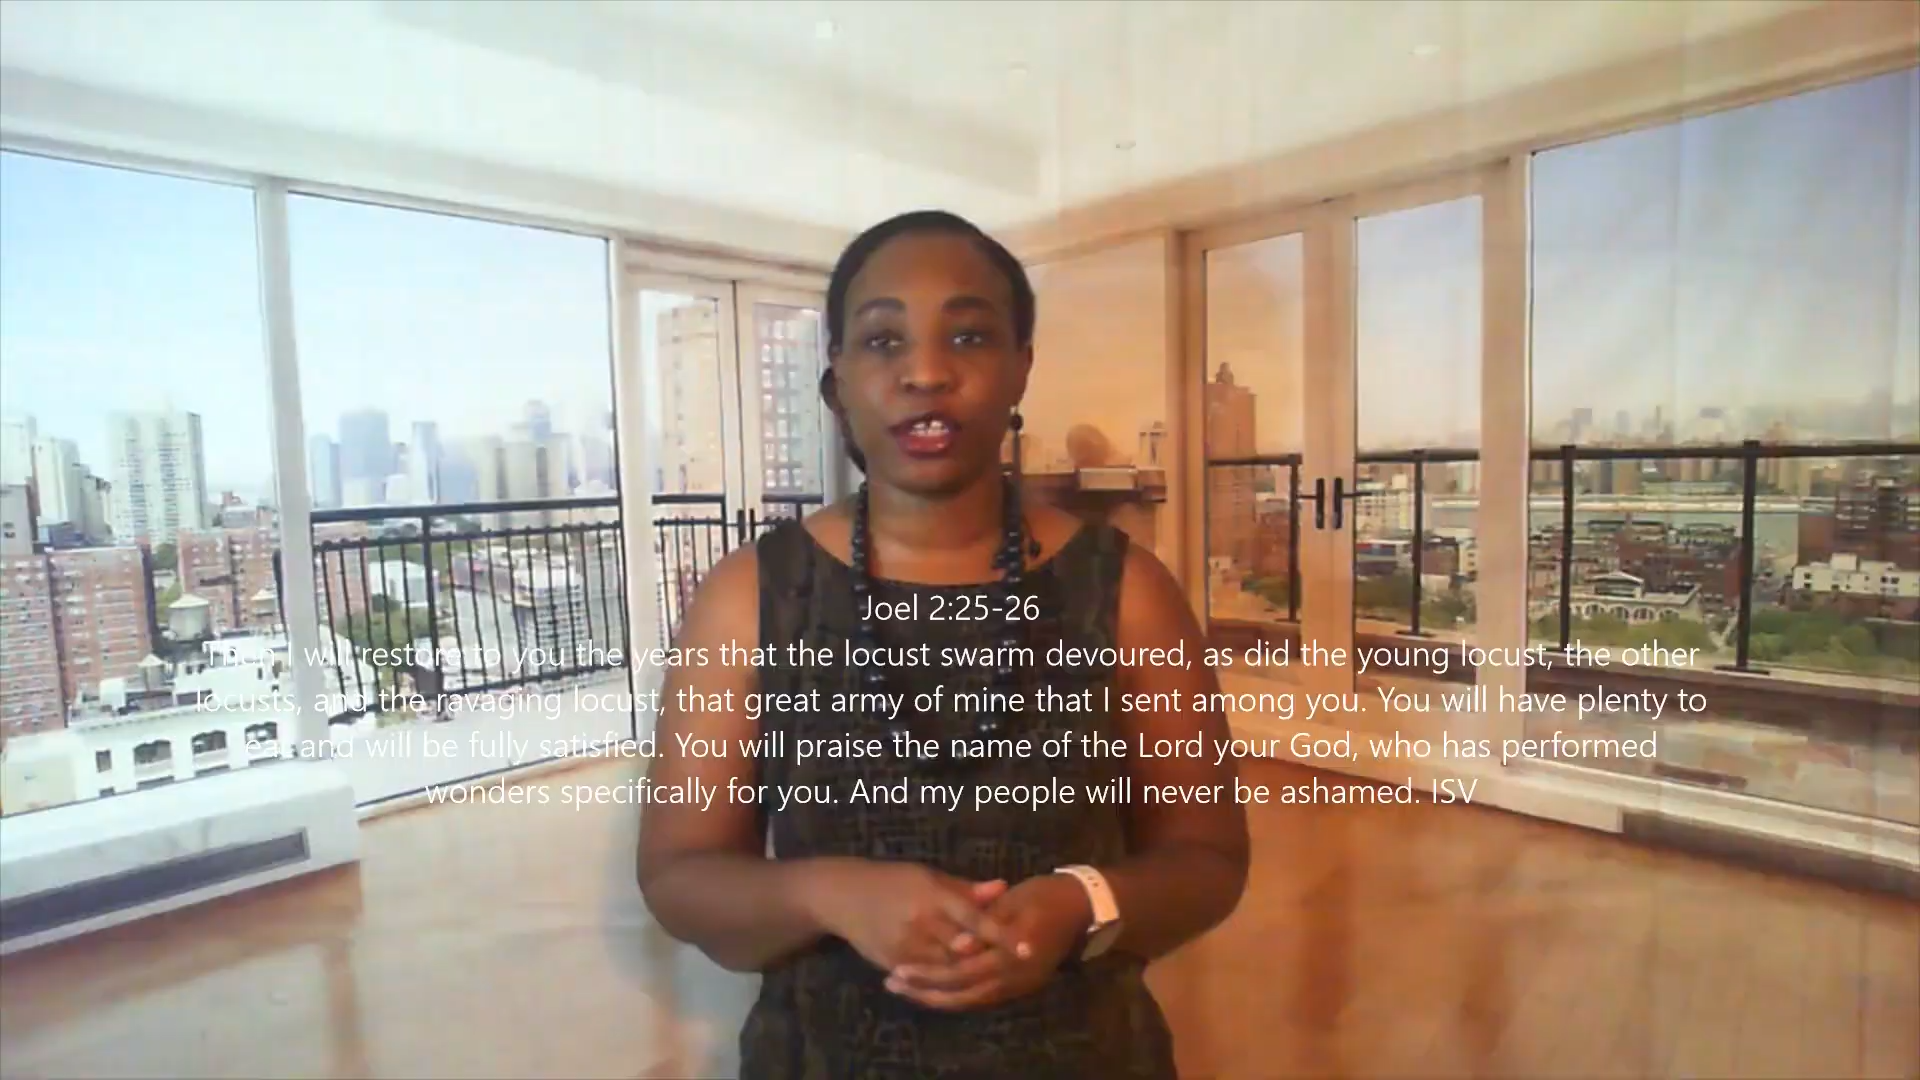 Joel 2:25-26
Then I will restore to you the years that the locust swarm devoured, as did the young locust, the other
locusts, and the ravaging locust, that great army of mine that I sent among you. You will have plenty to
eat and will be fully satisfied. You will praise the name of the Lord your God, who has performed
wonders specifically for you. And my people will never be ashamed. ISV